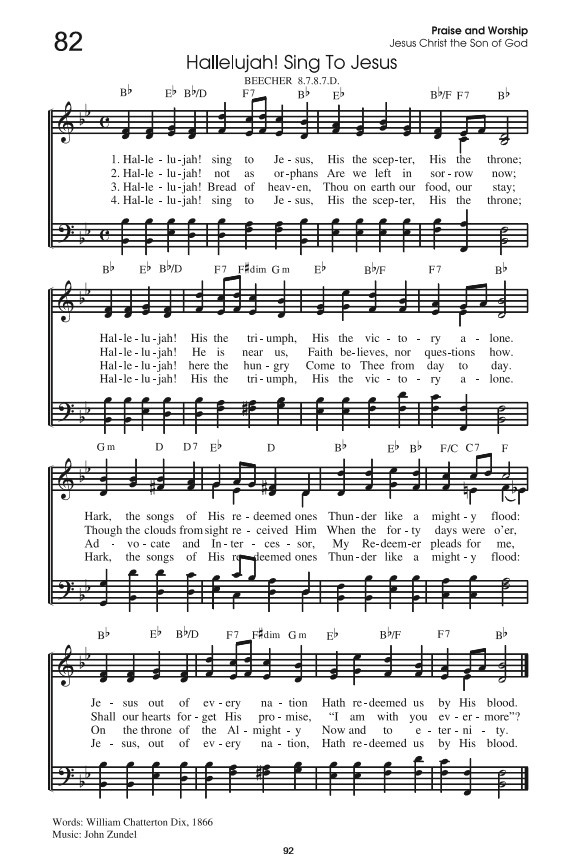 82
Praise and Worship
Jesus Christ the Son of God
Hallelujah! Sing To Jesus
BEECHER 8.7.8.7.D.
B♭ E♭ B♭/D F7 B♭ E♭ B♭/F F7 B♭
1. Hal-le - lu-jah! sing to Je-sus, His the scep-ter, His the throne;
2. Hal-le - lu-jah! not as or-phans Are we left in sor-row now;
3. Hal-le - lu-jah! Bread of heav-en, Thou on earth our food, our stay;
4. Hal-le - lu-jah! sing to Je-sus, His the scep-ter, His the throne;
B♭ E♭ B♭/D F7 F♯dim Gm E♭ B♭/F F7 B♭
Hal-le-lu-jah! His the tri-umph, His the vic-to-ry a-lone.
Hal-le-lu-jah! He is near us, Faith be-lieves, nor ques-tions how.
Hal-le-lu-jah! here the hun-gry Come to Thee from day to day.
Hal-le-lu-jah! His the tri-umph, His the vic-to-ry a-lone.
Gm D D7 E♭ D B♭ E♭ B♭ F/C C7 F
Hark, the songs of His re-deemed ones Thun-der like a might-y flood:
Though the clouds from sight re-ceived Him When the for-ty days were o'er,
Ad - vo-cate and In-ter-ces-sor, My Re-deem-er pleads for me,
Hark, the songs of His re-deemed ones Thun-der like a might-y flood:
B♭ E♭ B♭/D F7 F♯dim Gm E♭ B♭/F F7 B♭
Je - sus out of ev-ery na-tion Hath re-deemed us by His blood.
Shall our hearts for-get His pro-mise, “I am with you ev-er-more”?
On the throne of the Al-might-y Now and to e-ter-ni-ty.
Je - sus, out of ev-ery na-tion, Hath re-deemed us by His blood.
Words: William Chatterton Dix, 1866
Music: John Zundel
92